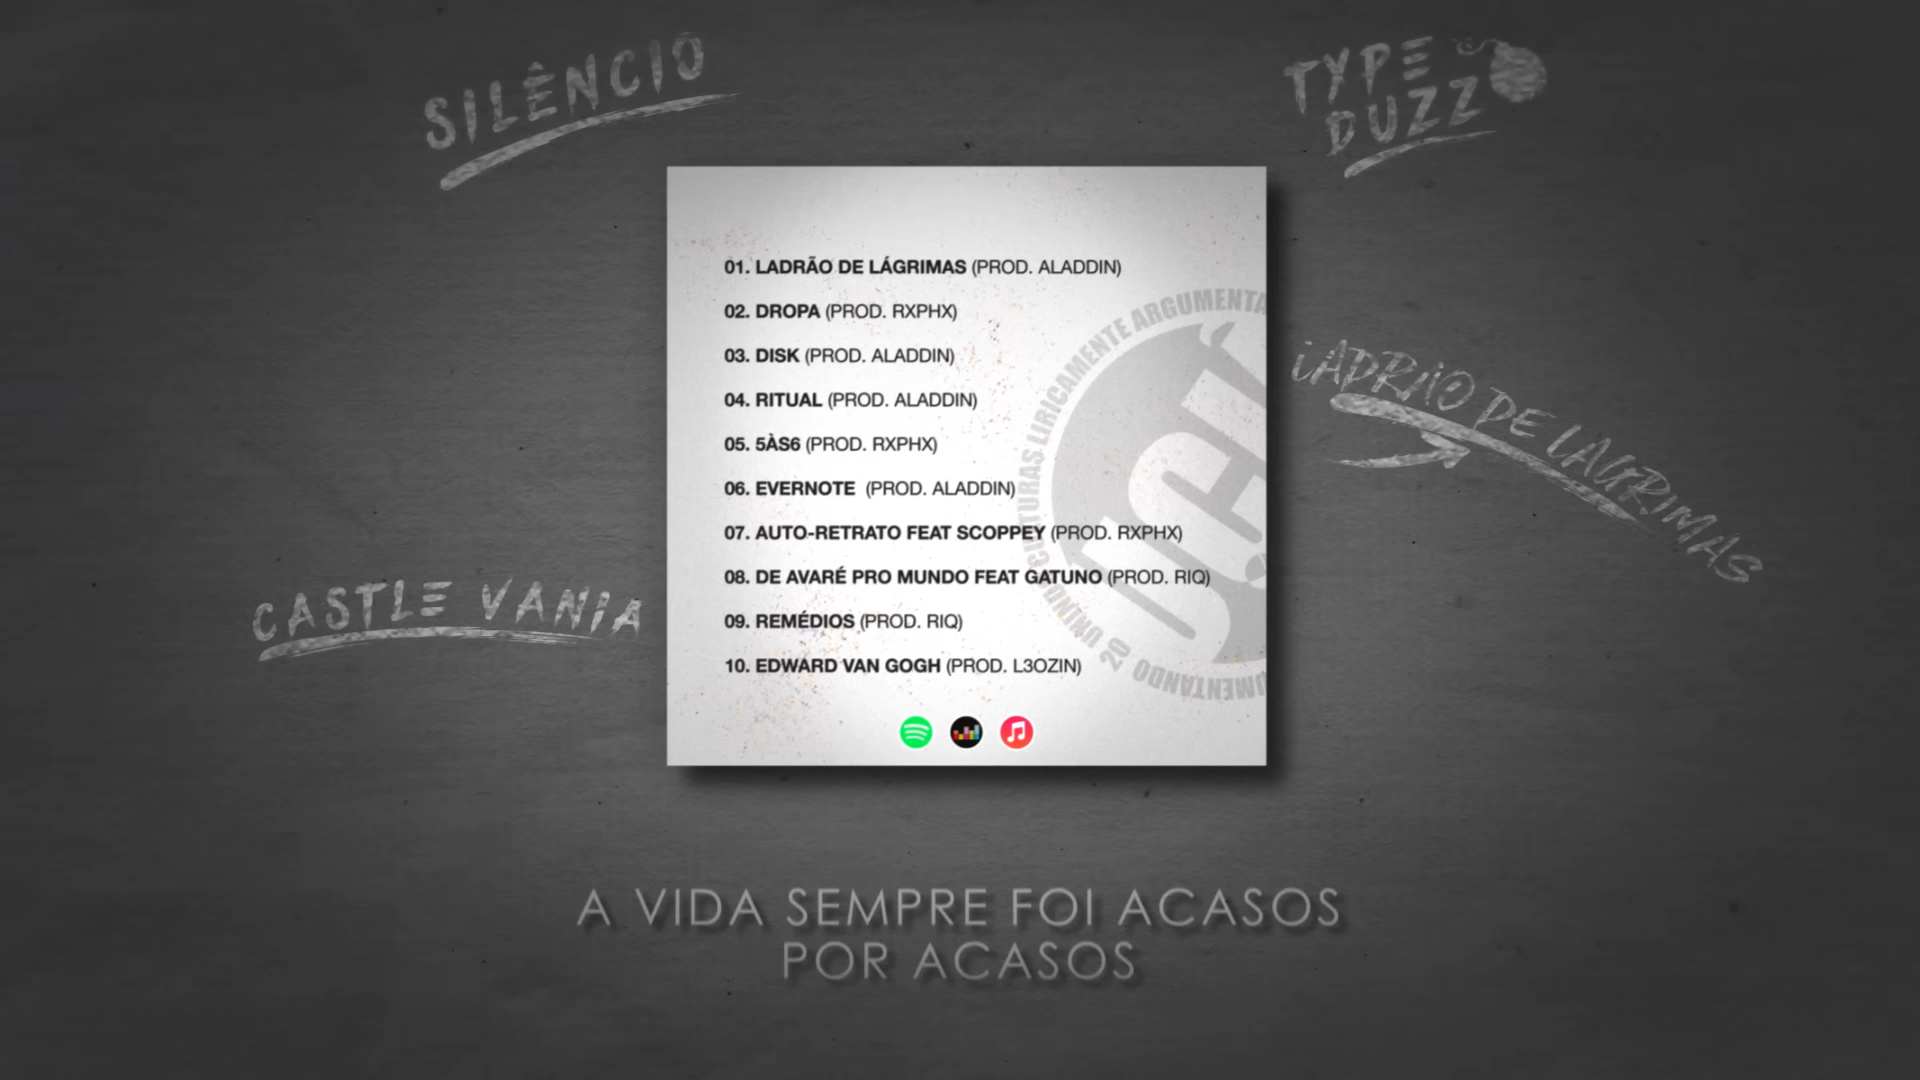 SILÊNCIO
TYPE
DUZZ
01. LADRÃO DE LÁGRIMAS (PROD. ALADDIN)
02. DROPA (PROD. RXPHX)
03. DISK (PROD. ALADDIN)
04. RITUAL (PROD. ALADDIN)
05. 5ÀS6 (PROD. RXPHX)
06. EVERNOTE (PROD. ALADDIN)
07. AUTO-RETRATO FEAT SCOPPEY (PROD. RXPHX)
08. DE AVARÉ PRO MUNDO FEAT GATUNO (PROD. RIQ)
09. REMÉDIOS (PROD. RIQ)
10. EDWARD VAN GOGH (PROD. L3OZIN)
LIRICAMENTE ARGUMENTA
LADRÃO DE LAGRIMAS
CASTLE VANIA
A VIDA SEMPRE FOI ACASOS
POR ACASOS